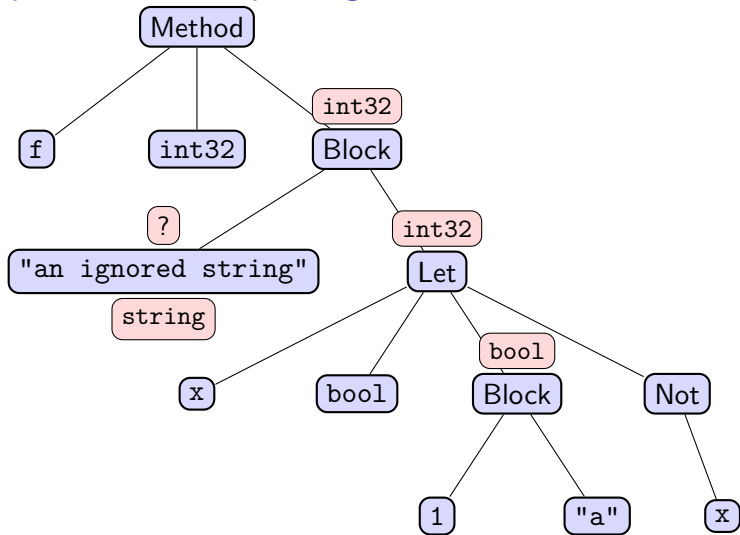 Method
int32
f int32 Block
?
int32
"an ignored string" Let
string
bool
x bool Block Not
1 "a" x